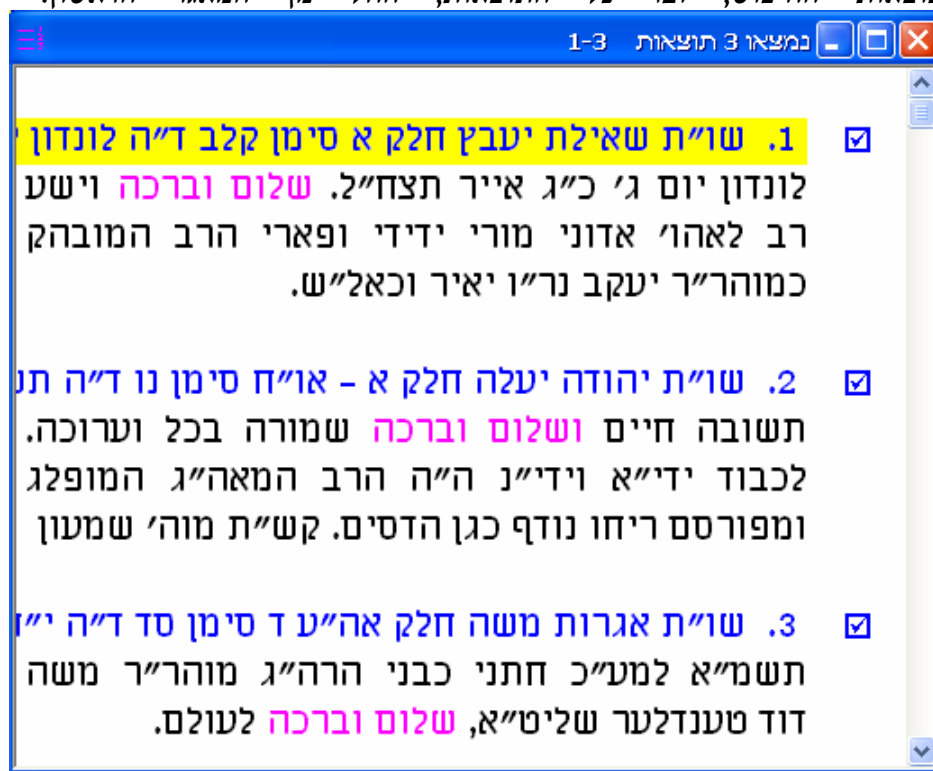 נמצאו 3 תוצאות 1-3
1. שו״ת שאילת יעבץ חלק א סימן קלב ד״ה לונדון
לונדון יום ג׳ כ״ג אייר תצח״ל. שלום וברכה וישע
רב לאהו׳ אדוני מורי ידידי ופארי הרב המובהק
כמוהר״ר יעקב נר״ו יאיר וכאל״ש.
2. שו״ת יהודה יעלה חלק א - או״ח סימן נו ד״ה
תשובה חיים ושלום וברכה שמורה בכל וערוכה.
לכבוד ידי״א וידי״נ ה״ה הרב המאה״ג המופלג
ומפורסם ריחו נודף כגן הדסים. קש״ת מוה׳ שמעון
3. שו״ת אגרות משה חלק אה״ע ד סימן סד ד״ה
תשמ״א למע״כ חתני כבני הרה״ג מוהר״ר משה
דוד טענדלער שליט״א, שלום וברכה לעולם.